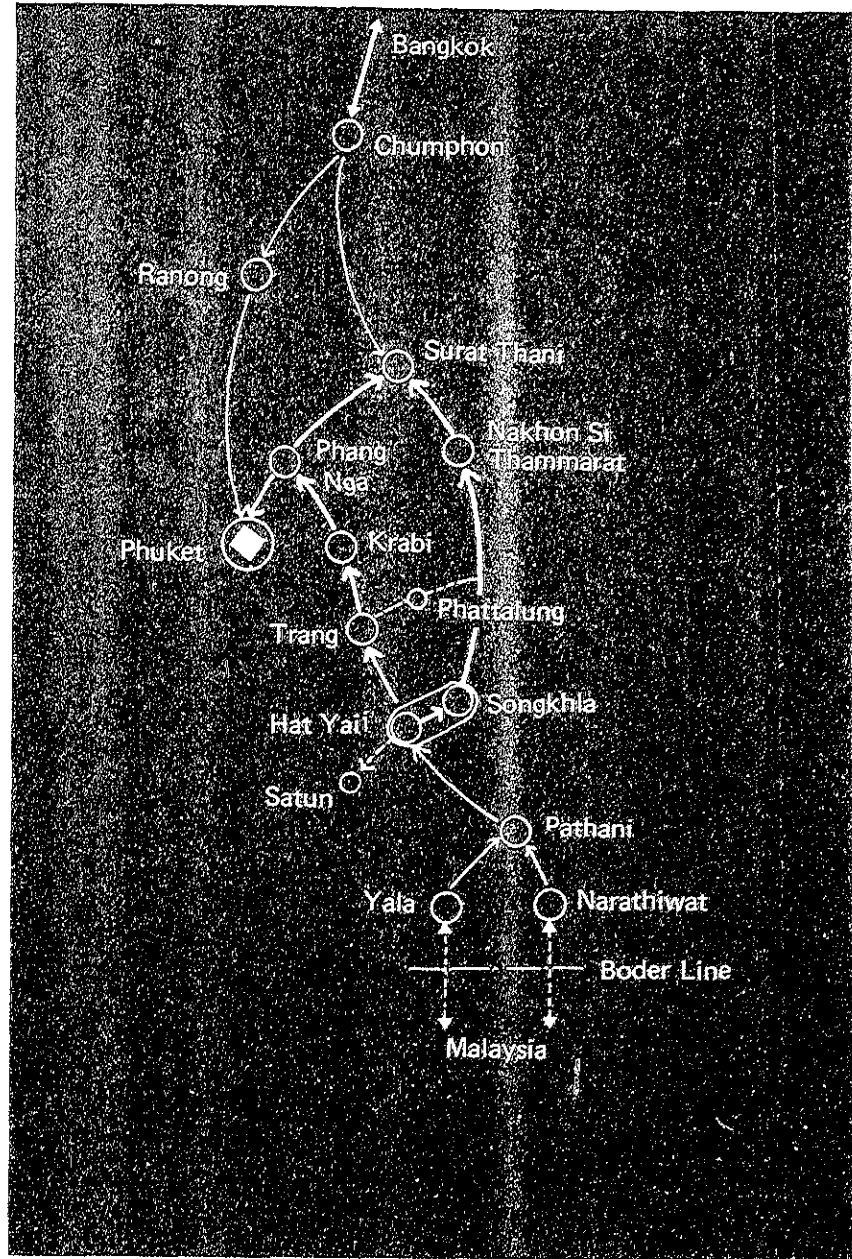 Bangkok
Chumphon
Ranong
Surat Thani
Nakhon Si
Thammarat
Phang
Nga
Phuket
Krabi
Phattalung
Trang
Songkhla
Hat Yai
Satun
Pathani
Yala
Narathiwat
Boder Line
Malaysia